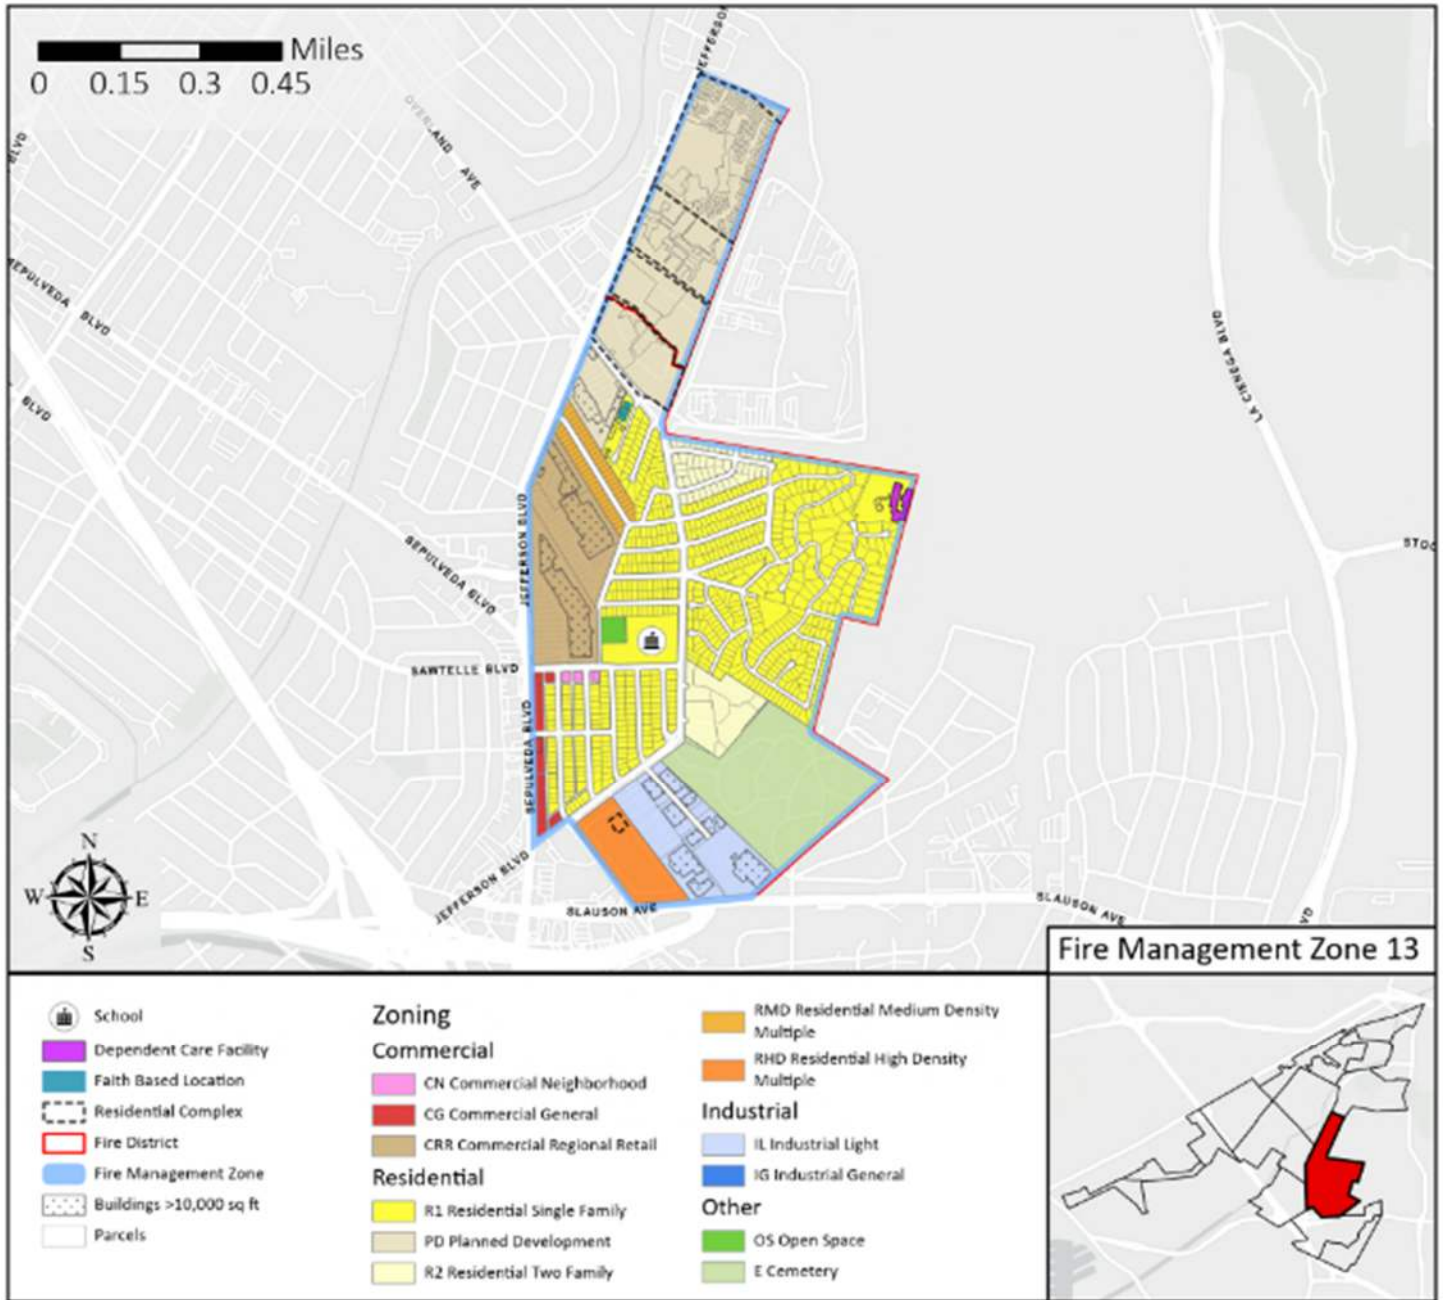 Miles
0 0.15 0.3 0.45
JEFFERSON
OVERLAND AVE
BLVD
SEPULVEDA BLVD
BLVD
LA CIENEGA BLVD
JEFFERSON BLVD
SEPULVEDA BLVD
SAWTELLE BLVD
SEPULVEDA BLVD
JEFFERSON BLVD
SLAUSON AVE
SLAUSON AVE
N
W E
S
Fire Management Zone 13
School
Dependent Care Facility
Faith Based Location
Residential Complex
Fire District
Fire Management Zone
Buildings >10,000 sq ft
Parcels
Zoning
Commercial
CN Commercial Neighborhood
CG Commercial General
CRR Commercial Regional Retail
Residential
R1 Residential Single Family
PD Planned Development
R2 Residential Two Family
RMD Residential Medium Density
Multiple
RHD Residential High Density
Multiple
Industrial
IL Industrial Light
IG Industrial General
Other
OS Open Space
E Cemetery